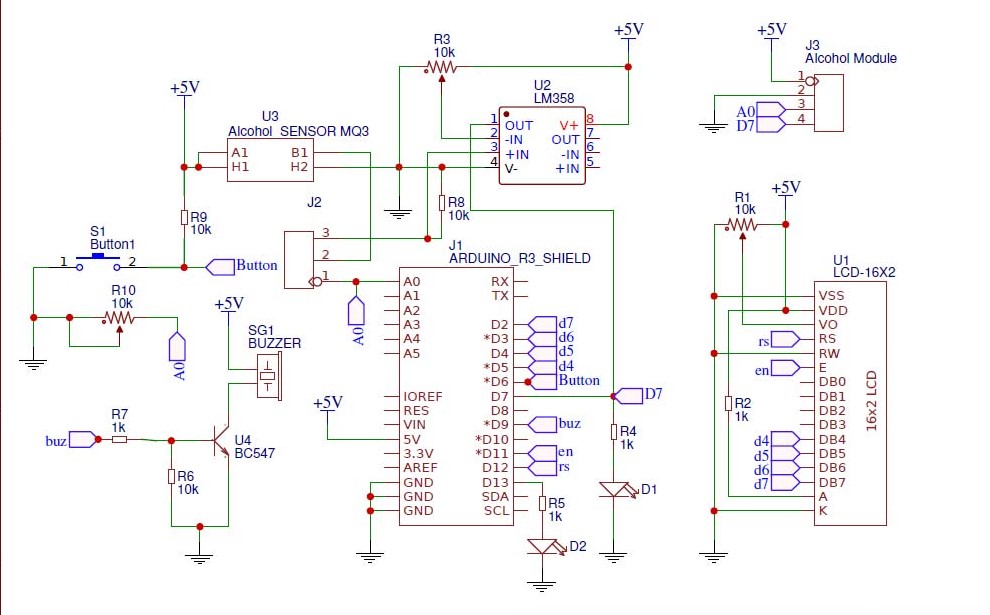 +5V
R3
10k
U2
LM358
1 OUT V+ 8
2 -IN OUT 7
3 +IN -IN 6
4 V- +IN 5
+5V
J3
Alcohol Module
1
2
A0 3
D7 4
+5V
U3
Alcohol_SENSOR MQ3
A1 B1
H1 H2
R9
10k
J2
3
2
1
R8
10k
S1
Button1
1 2
Button
R10
10k
A0
+5V
SG1
BUZZER
buz
R7
1k
U4
BC547
R6
10k
J1
ARDUINO_R3_SHIELD
A0
A0 RX
A1 TX
A2
A3 D2 d7
A4 *D3 d6
A5 D4 d5
*D5 d4
*D6 Button
IOREF D7 D7
RES D8
VIN *D9 buz
+5V
5V *D10
3.3V *D11 en
AREF D12 rs
GND D13
GND SDA
GND SCL
R5
1k
D2
R4
1k
D1
+5V
R1
10k
U1
LCD-16X2
VSS
VDD
VO
rs RS
RW
en E
DB0
DB1
DB2
DB3
d4 DB4
d5 DB5
d6 DB6
d7 DB7
A
K
16x2 LCD
R2
1k